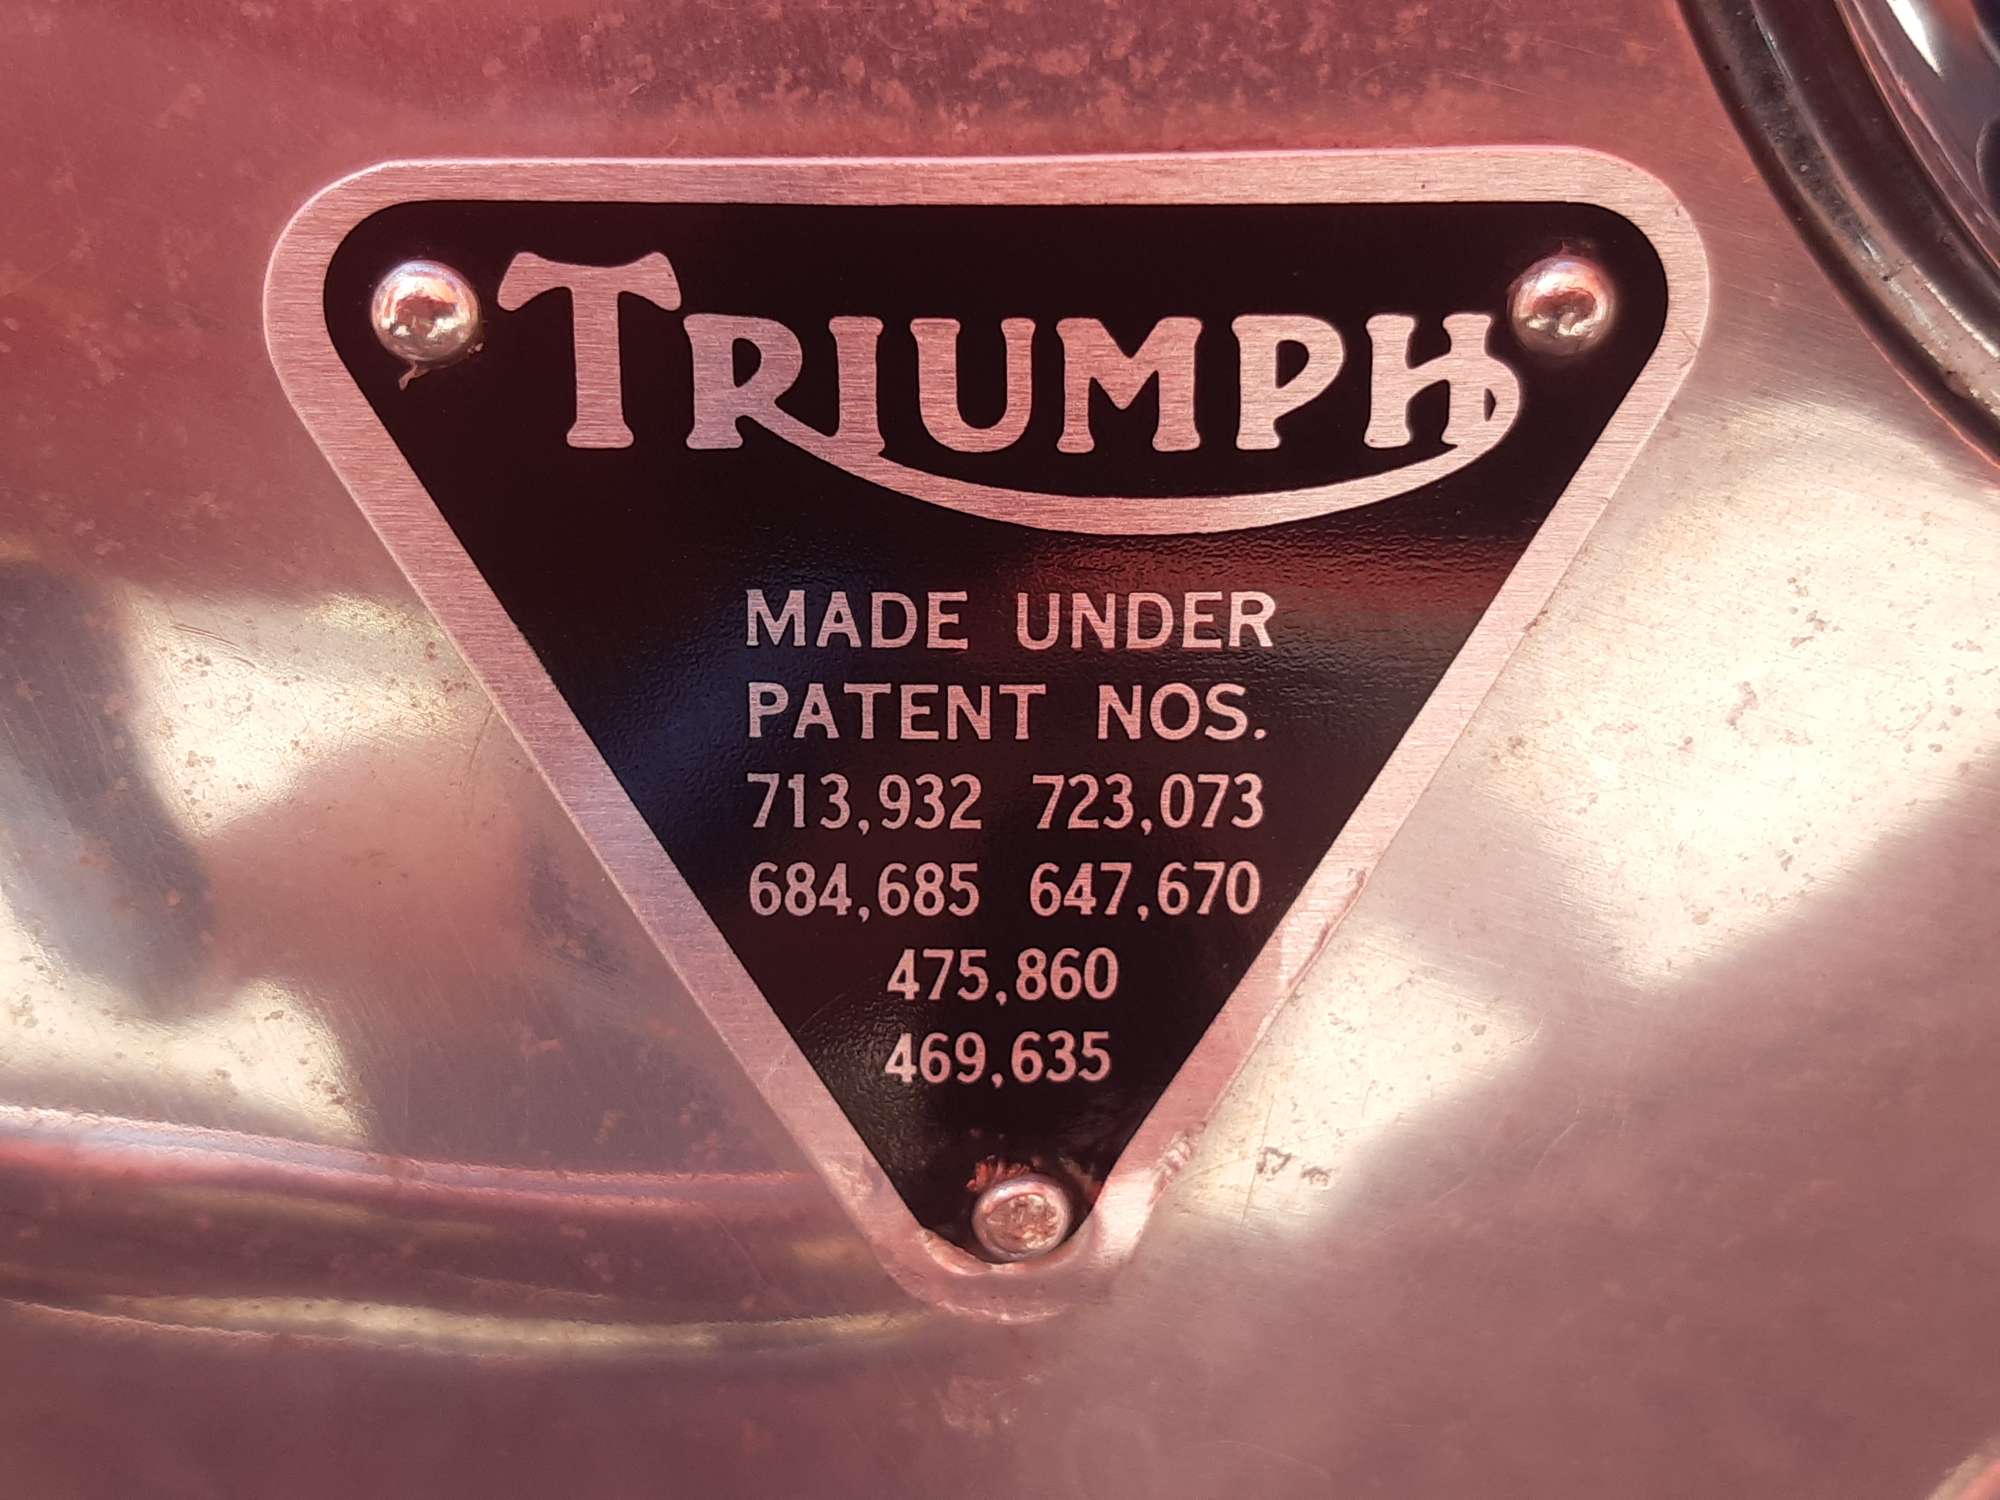 TRIUMPH
MADE UNDER
PATENT NOS.
713,932 723,073
684,685 647,670
475,860
469,635